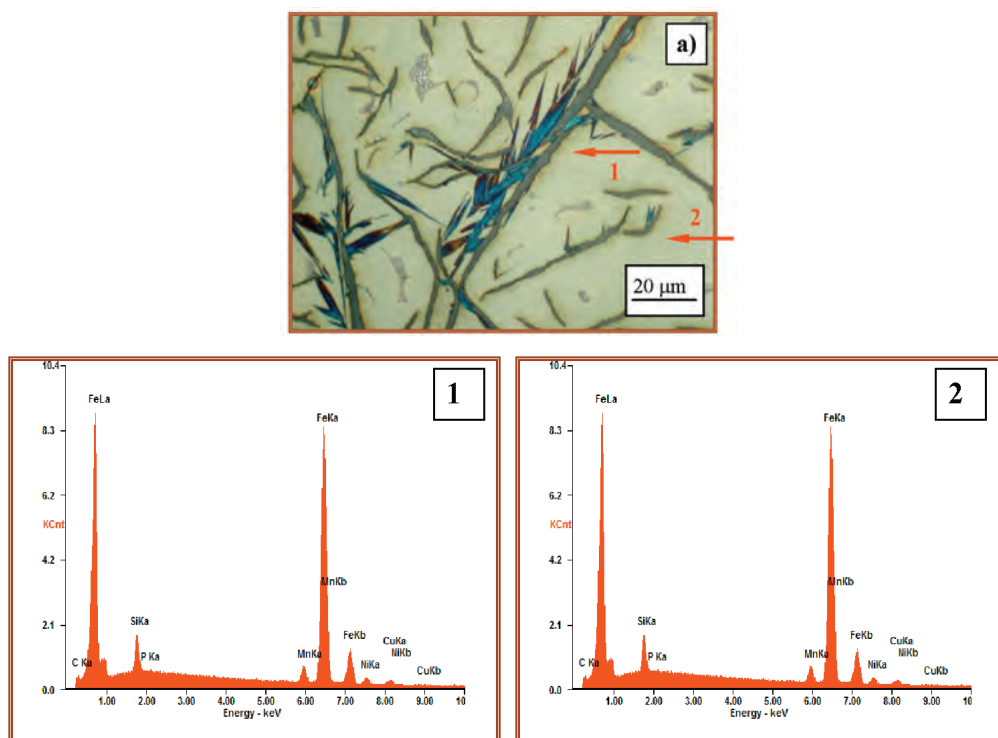 a)
1
2
20 µm
1
10.4
8.3
6.2
KCnt
4.2
2.1
0.0
FeLa
C Ka
SiKa
P Ka
FeKa
MnKb
MnKa
FeKb
NiKa
CuKa
NiKb
CuKb
1.00 2.00 3.00 4.00 5.00 6.00 7.00 8.00 9.00 10
Energy - keV
2
10.4
8.3
6.2
KCnt
4.2
2.1
0.0
FeLa
C Ka
SiKa
P Ka
FeKa
MnKb
MnKa
FeKb
NiKa
CuKa
NiKb
CuKb
1.00 2.00 3.00 4.00 5.00 6.00 7.00 8.00 9.00 10
Energy - keV